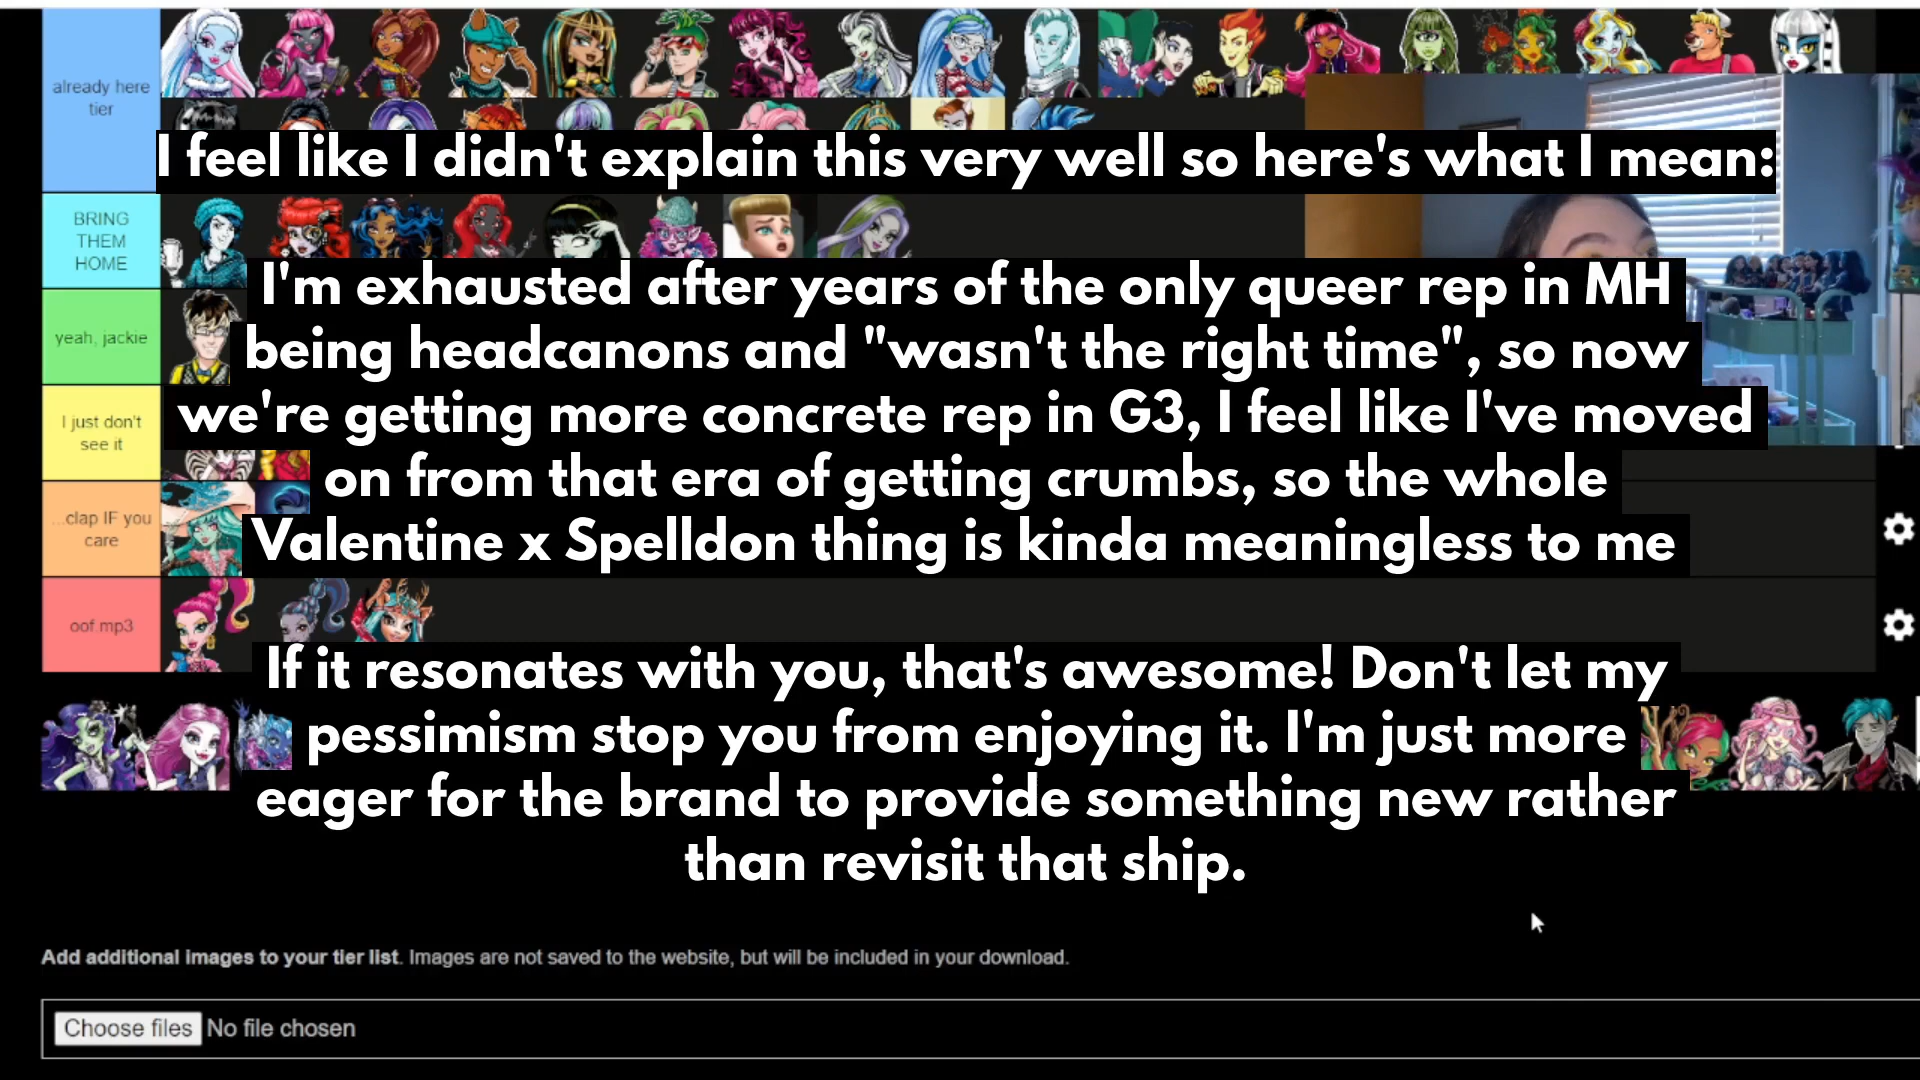 already here
tier
I feel like I didn't explain this very well so here's what I mean:
BRING
THEM
HOME
I'm exhausted after years of the only queer rep in MH
being headcanons and "wasn't the right time", so now
yeah, jackie
we're getting more concrete rep in G3, I feel like I've moved
I just don't
see it
on from that era of getting crumbs, so the whole
...clap IF you
care
Valentine x Spelldon thing is kinda meaningless to me
oof.mp3
If it resonates with you, that's awesome! Don't let my
pessimism stop you from enjoying it. I'm just more
eager for the brand to provide something new rather
than revisit that ship.
Add additional images to your tier list. Images are not saved to the website, but will be included in your download.
Choose files No file chosen